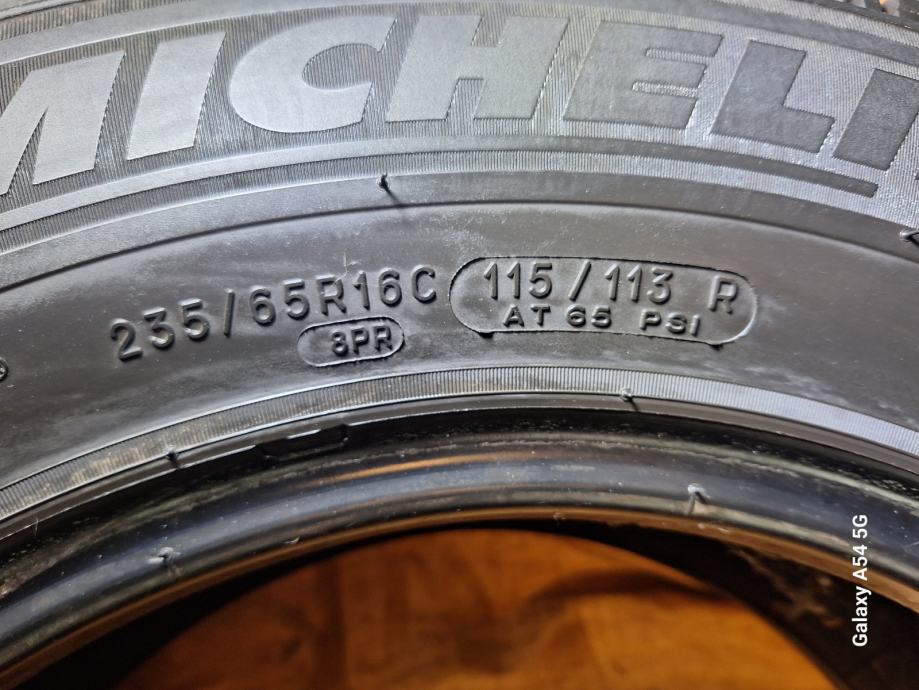 MICHELI
235/65R16C 115/113 R
8PR AT 65 PSI
Galaxy A54 5G